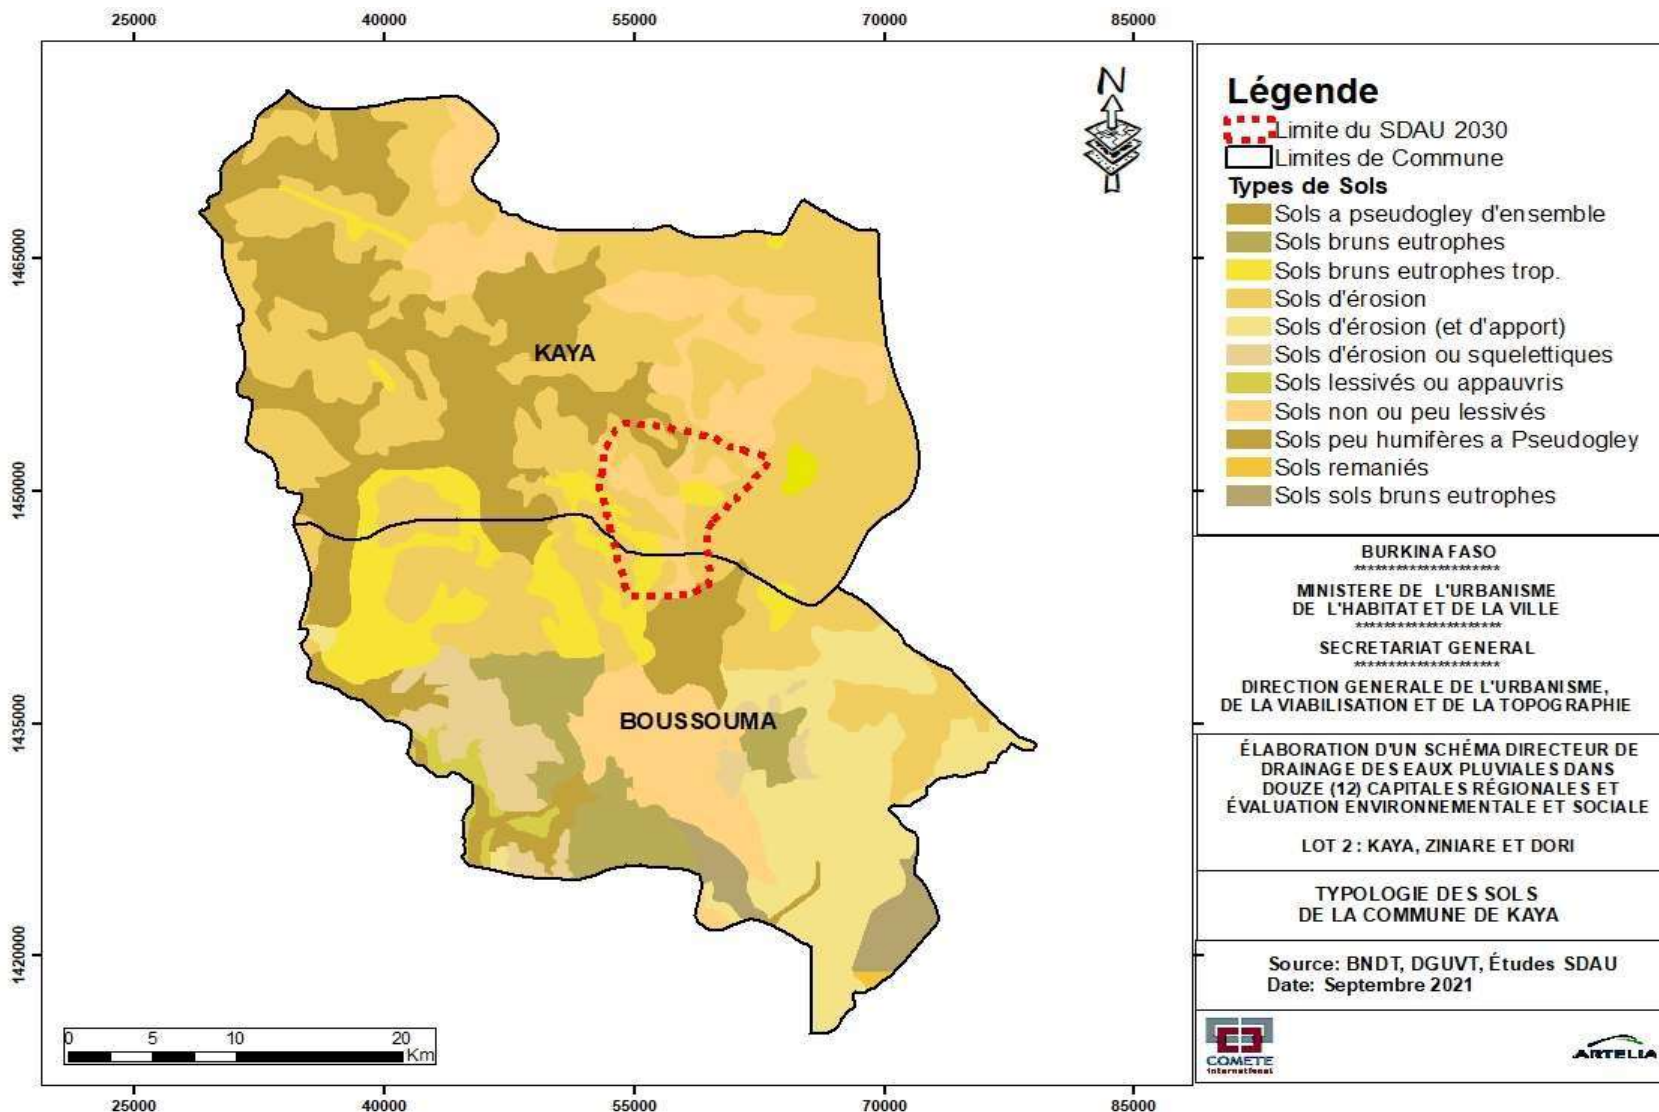 25000 40000 55000 70000 85000
N
1465000
1450000
1435000
1420000
KAYA
BOUSSOUMA
0 5 10 20
Km
25000 40000 55000 70000 85000
Légende
Limite du SDAU 2030
Limites de Commune
Types de Sols
Sols a pseudogley d'ensemble
Sols bruns eutrophes
Sols bruns eutrophes trop.
Sols d'érosion
Sols d'érosion (et d'apport)
Sols d'érosion ou squelettiques
Sols lessivés ou appauvris
Sols non ou peu lessivés
Sols peu humifères a Pseudogley
Sols remaniés
Sols sols bruns eutrophes
BURKINA FASO
********************
MINISTERE DE L'URBANISME
DE L'HABITAT ET DE LA VILLE
********************
SECRETARIAT GENERAL
********************
DIRECTION GENERALE DE L'URBANISME,
DE LA VIABILISATION ET DE LA TOPOGRAPHIE
ÉLABORATION D'UN SCHÉMA DIRECTEUR DE
DRAINAGE DES EAUX PLUVIALES DANS
DOUZE (12) CAPITALES RÉGIONALES ET
ÉVALUATION ENVIRONNEMENTALE ET SOCIALE
LOT 2 : KAYA, ZINIARE ET DORI
TYPOLOGIE DES SOLS
DE LA COMMUNE DE KAYA
Source: BNDT, DGUVT, Études SDAU
Date: Septembre 2021
COMETE
International
ARTELIA